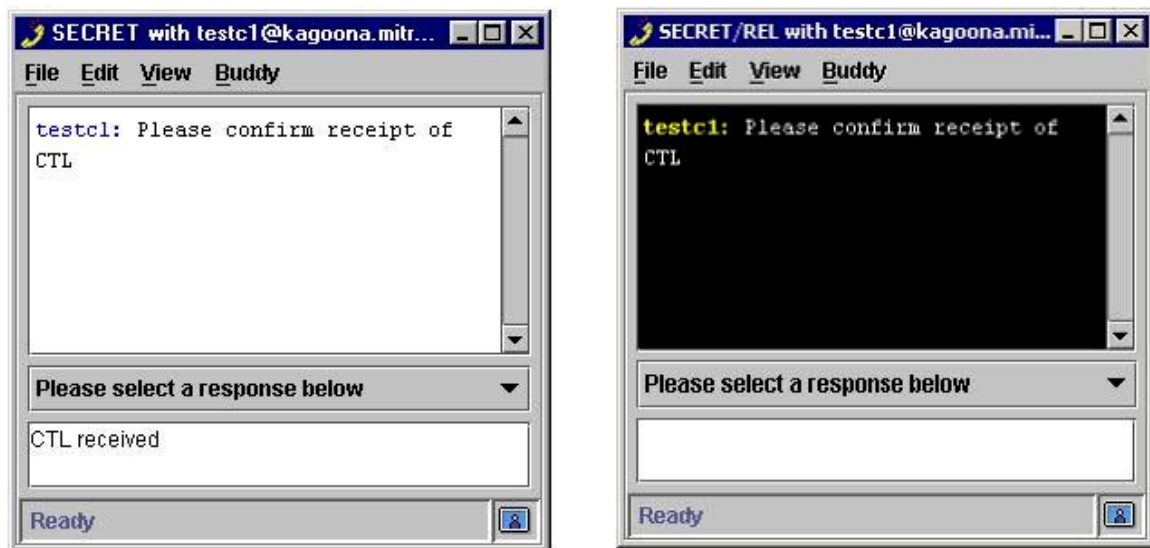 SECRET with testc1@kagoona.mitr...
File Edit View Buddy
testc1: Please confirm receipt of
CTL
Please select a response below
CTL received
Ready
SECRET/REL with testc1@kagoona.mi...
File Edit View Buddy
testc1: Please confirm receipt of
CTL
Please select a response below
Ready